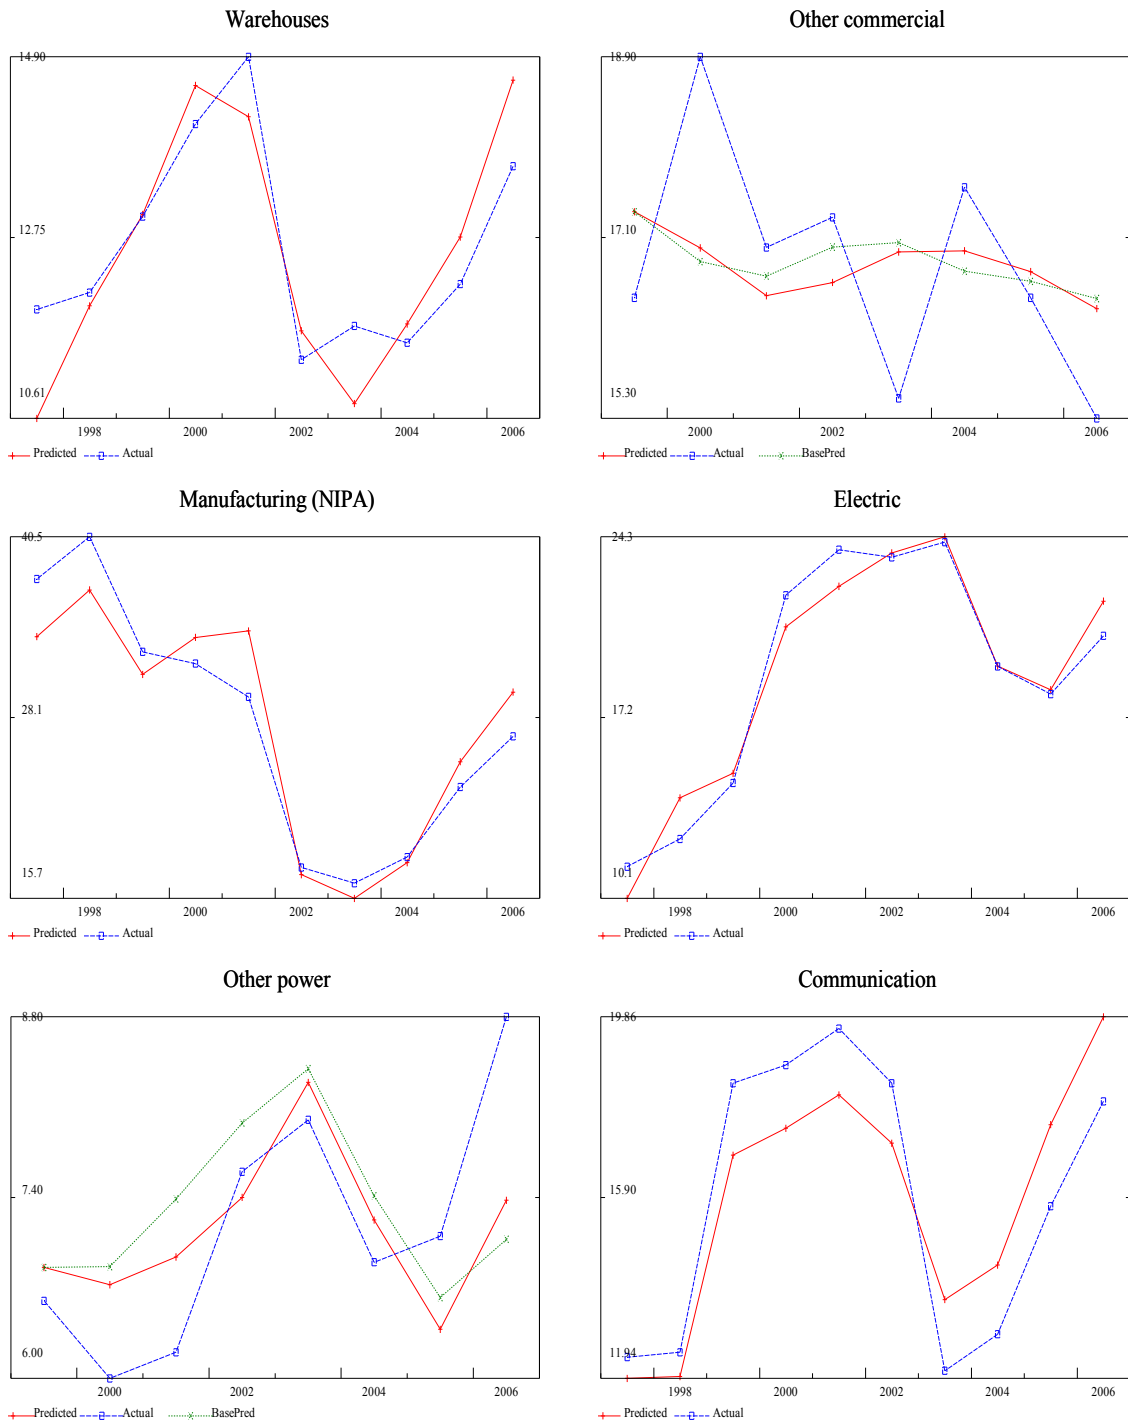 Warehouses
14.90
12.75
10.61
1998 2000 2002 2004 2006
Predicted Actual
Other commercial
18.90
17.10
15.30
2000 2002 2004 2006
Predicted Actual BasePred
Manufacturing (NIPA)
40.5
28.1
15.7
1998 2000 2002 2004 2006
Predicted Actual
Electric
24.3
17.2
10.1
1998 2000 2002 2004 2006
Predicted Actual
Other power
8.80
7.40
6.00
2000 2002 2004 2006
Predicted Actual BasePred
Communication
19.86
15.90
11.94
1998 2000 2002 2004 2006
Predicted Actual